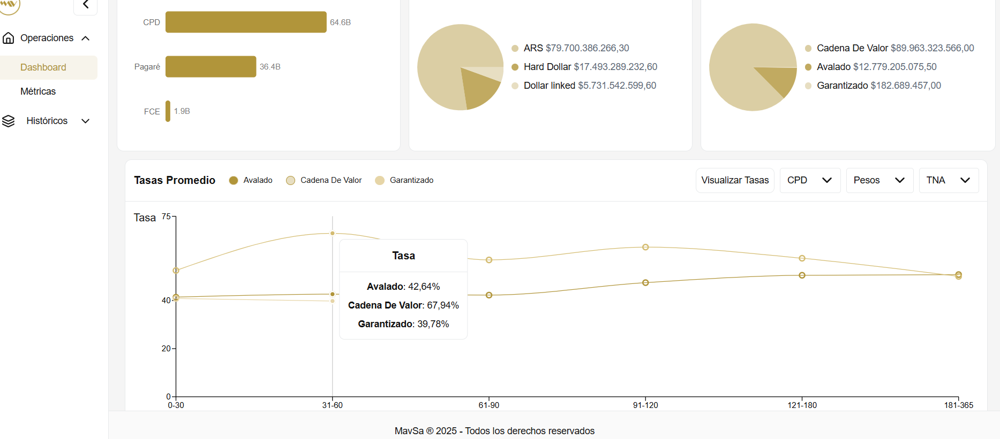 Operaciones
Dashboard
Métricas
Históricos
CPD 64.6B
Pagaré 36.4B
FCE 1.9B
ARS $79.700.386.266,30
Hard Dollar $17.493.289.232,60
Dollar linked $5.731.542.599,60
Cadena De Valor $89.963.323.566,00
Avalado $12.779.205.075,50
Garantizado $182.689.457,00
Tasas Promedio Avalado Cadena De Valor Garantizado Visualizar Tasas CPD Pesos TNA
Tasa 75
40
20
0
Tasa
Avalado: 42,64%
Cadena De Valor: 67,94%
Garantizado: 39,78%
0-30 31-60 61-90 91-120 121-180 181-365
MavSa ® 2025 - Todos los derechos reservados